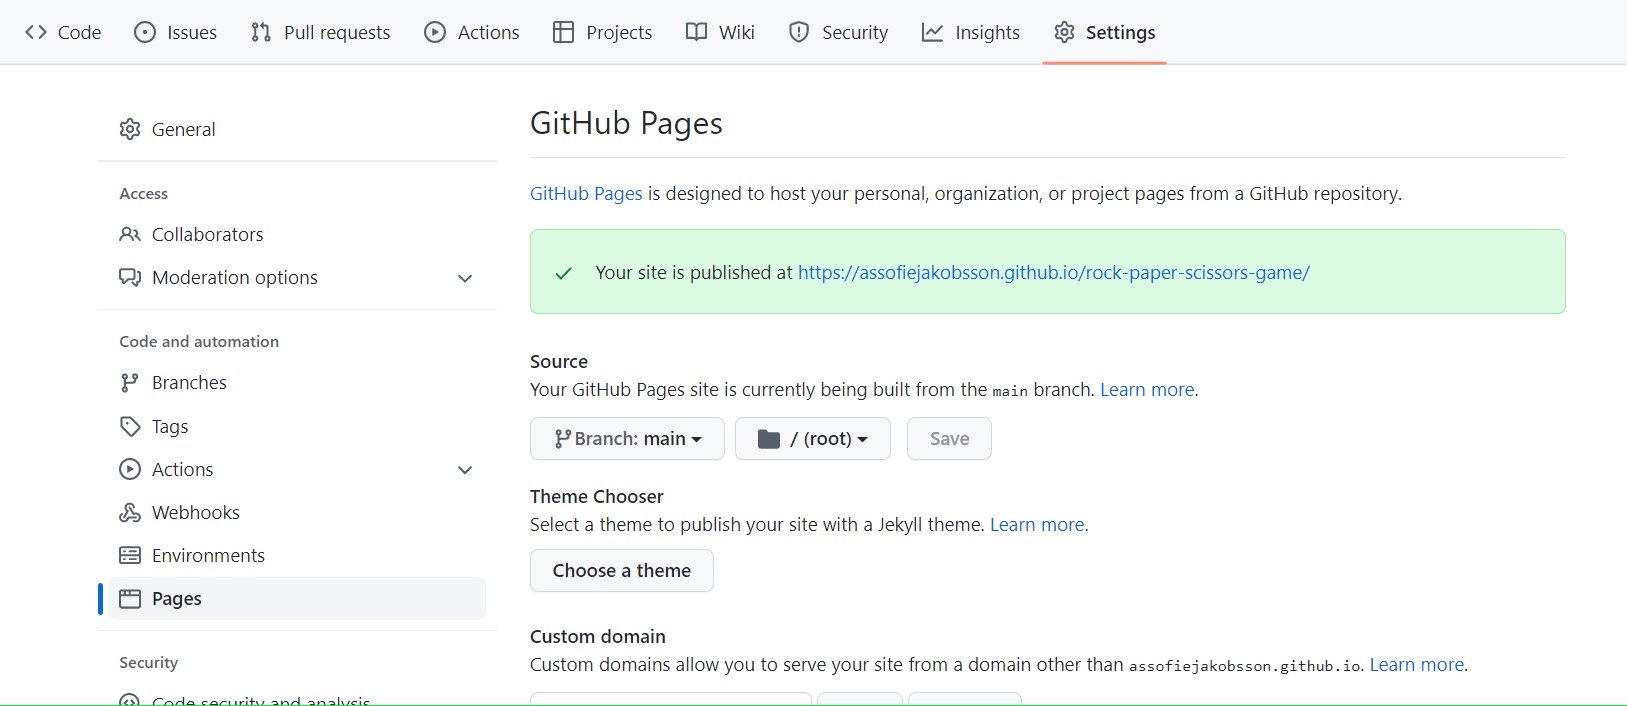 Code Issues Pull requests Actions Projects Wiki Security Insights Settings
General
Access
Collaborators
Moderation options
Code and automation
Branches
Tags
Actions
Webhooks
Environments
Pages
Security
Code security and analysis
GitHub Pages
GitHub Pages is designed to host your personal, organization, or project pages from a GitHub repository.
Your site is published at https://assofiejakobsson.github.io/rock-paper-scissors-game/
Source
Your GitHub Pages site is currently being built from the main branch. Learn more.
Branch: main / (root) Save
Theme Chooser
Select a theme to publish your site with a Jekyll theme. Learn more.
Choose a theme
Custom domain
Custom domains allow you to serve your site from a domain other than assofiejakobsson.github.io. Learn more.